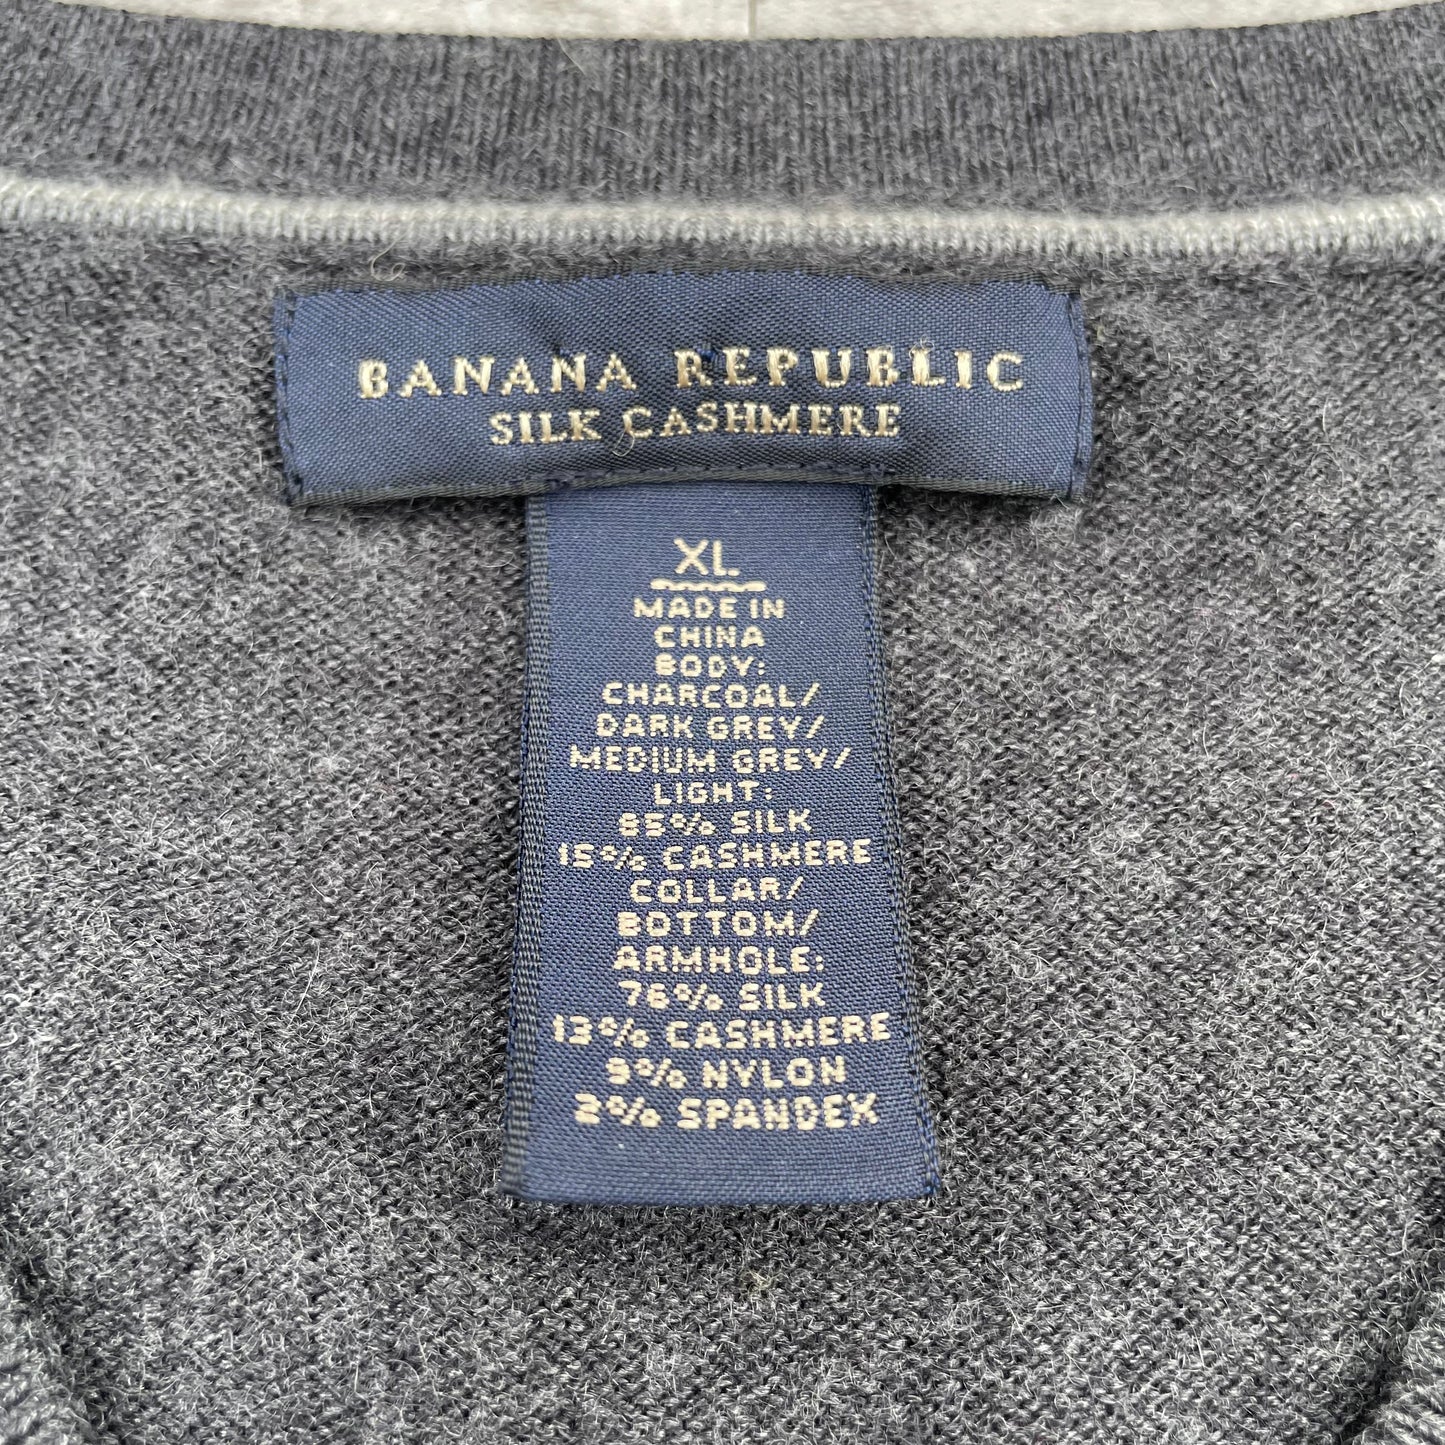 BANANA REPUBLIC
SILK CASHMERE
XL
MADE IN
CHINA
BODY:
CHARCOAL/
DARK GREY/
MEDIUM GREY/
LIGHT:
85% SILK
15% CASHMERE
COLLAR/
BOTTOM/
ARMHOLE:
76% SILK
13% CASHMERE
9% NYLON
2% SPANDEX